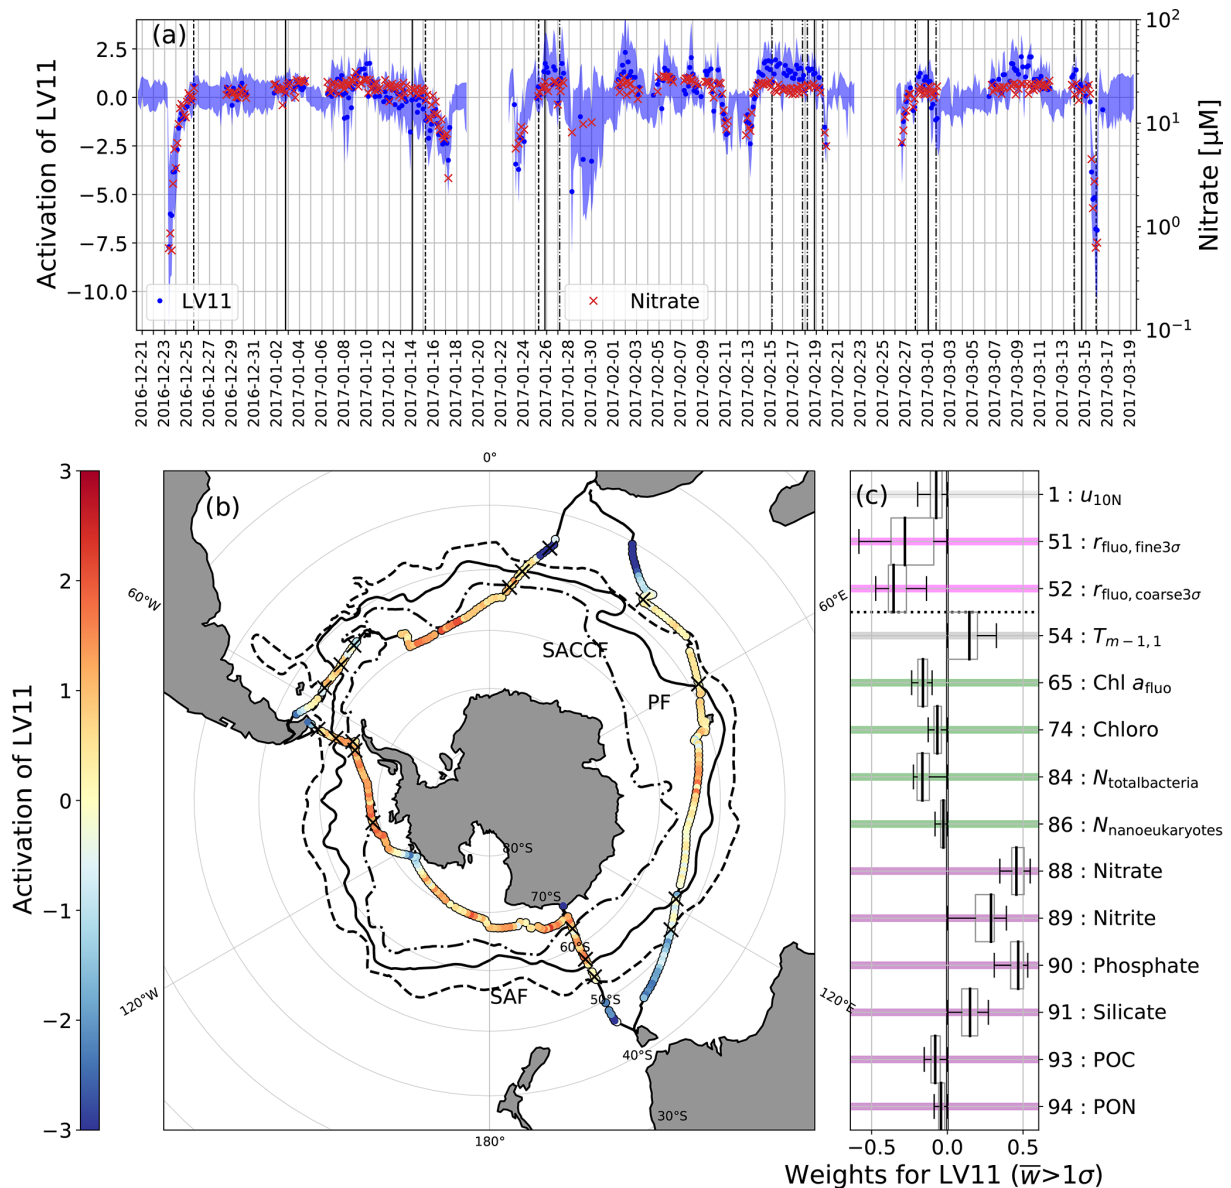 (a)
Activation of LV11
2.5
0.0
−2.5
−5.0
−7.5
−10.0
LV11
Nitrate
10²
10¹
10⁰
10⁻¹
Nitrate [μM]
2016-12-21
2016-12-23
2016-12-25
2016-12-27
2016-12-29
2016-12-31
2017-01-02
2017-01-04
2017-01-06
2017-01-08
2017-01-10
2017-01-12
2017-01-14
2017-01-16
2017-01-18
2017-01-20
2017-01-22
2017-01-24
2017-01-26
2017-01-28
2017-01-30
2017-02-01
2017-02-03
2017-02-05
2017-02-07
2017-02-09
2017-02-11
2017-02-13
2017-02-15
2017-02-17
2017-02-19
2017-02-21
2017-02-23
2017-02-25
2017-02-27
2017-03-01
2017-03-03
2017-03-05
2017-03-07
2017-03-09
2017-03-11
2017-03-13
2017-03-15
2017-03-17
2017-03-19
Activation of LV11
3
2
1
0
−1
−2
−3
(b)
0°
60°W
60°E
SACCF
PF
80°S
70°S
60°S
SAF
50°S
120°W
120°E
40°S
30°S
180°
(c)
1 : u10N
51 : rfluo, fine3σ
52 : rfluo, coarse3σ
54 : Tm−1, 1
65 : Chl afluo
74 : Chloro
84 : Ntotalbacteria
86 : Nnanoeukaryotes
88 : Nitrate
89 : Nitrite
90 : Phosphate
91 : Silicate
93 : POC
94 : PON
−0.5
0.0
0.5
Weights for LV11 (w̅>1σ)